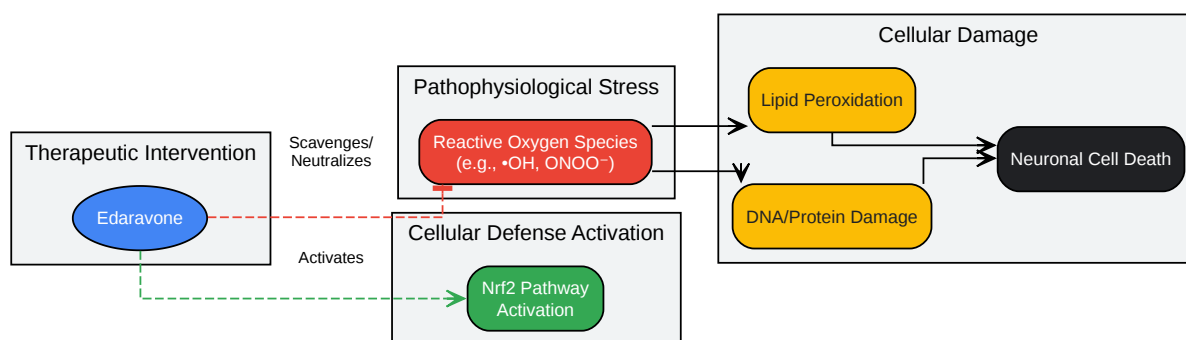 Therapeutic Intervention
Edaravone
Scavenges/
Neutralizes
Activates
Pathophysiological Stress
Reactive Oxygen Species
(e.g., •OH, ONOO⁻)
Cellular Defense Activation
Nrf2 Pathway
Activation
Cellular Damage
Lipid Peroxidation
DNA/Protein Damage
Neuronal Cell Death